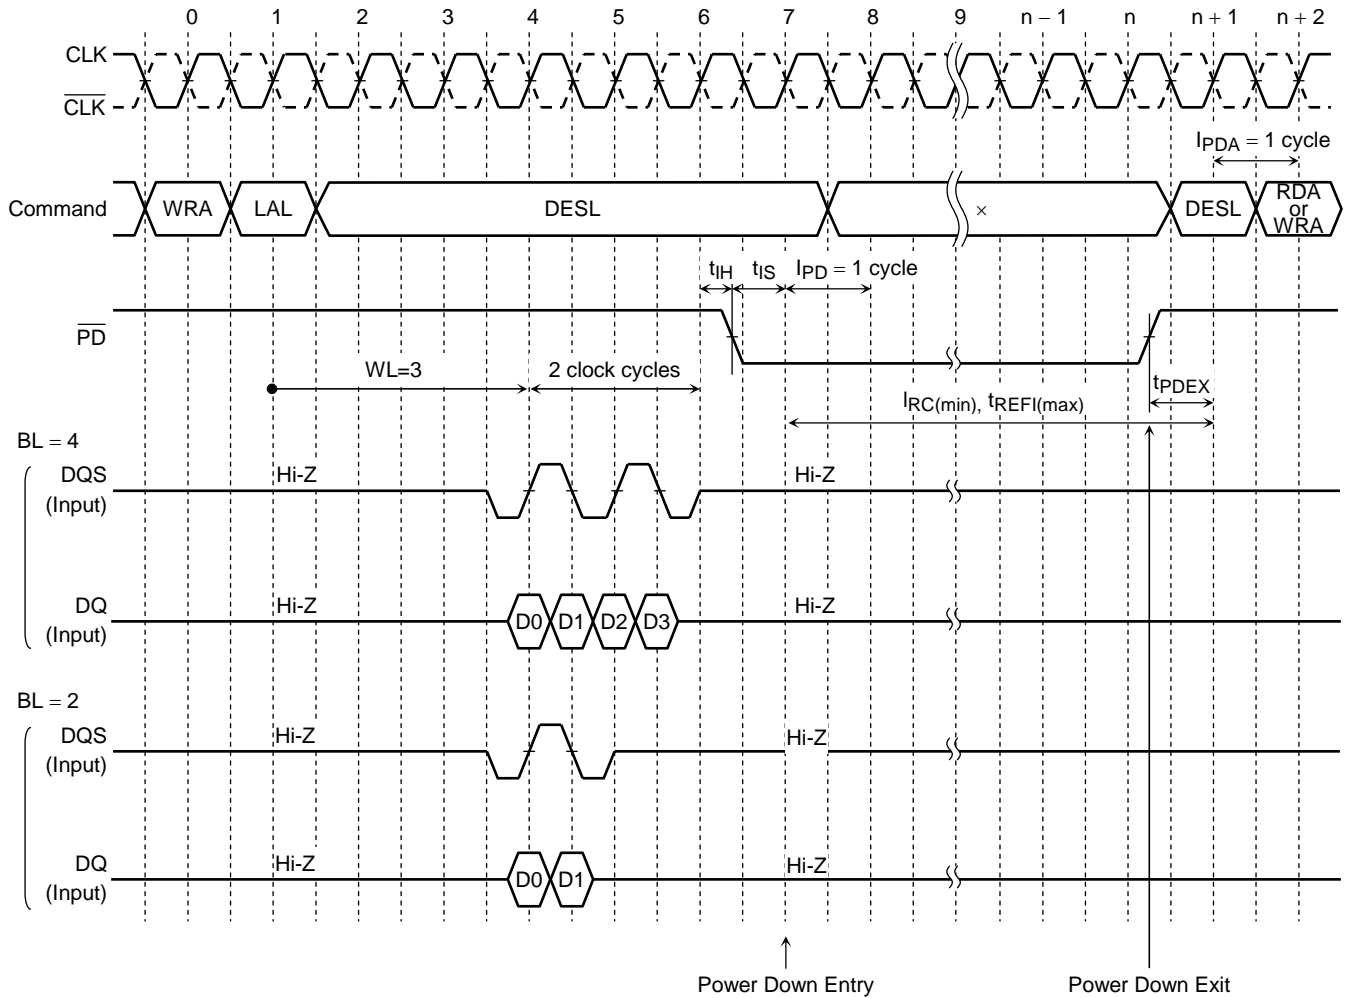 0 1 2 3 4 5 6 7 8 9 n − 1 n n + 1 n + 2
CLK
CLK
IPDA = 1 cycle
Command WRA LAL DESL × DESL RDA or WRA
tIH tIS IPD = 1 cycle
PD
WL=3 2 clock cycles
tPDEX
IRC(min), tREFI(max)
BL = 4
DQS Hi-Z Hi-Z
(Input)
DQ Hi-Z D0 D1 D2 D3 Hi-Z
(Input)
BL = 2
DQS Hi-Z Hi-Z
(Input)
DQ Hi-Z D0 D1 Hi-Z
(Input)
Power Down Entry Power Down Exit